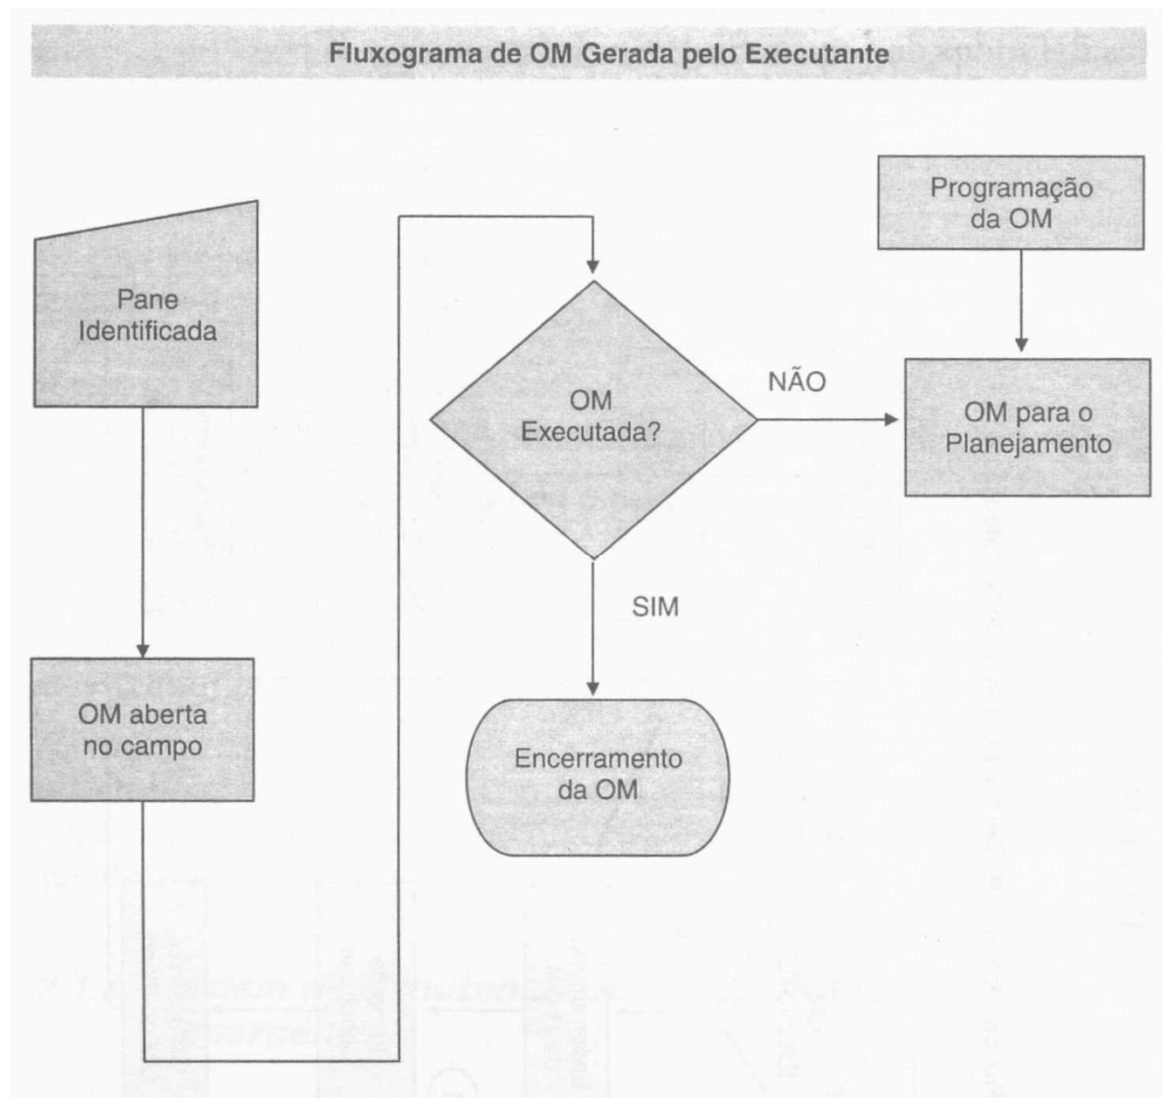 Fluxograma de OM Gerada pelo Executante
Pane
Identificada
OM aberta
no campo
OM
Executada?
SIM
Encerramento
da OM
NÃO
Programação
da OM
OM para o
Planejamento